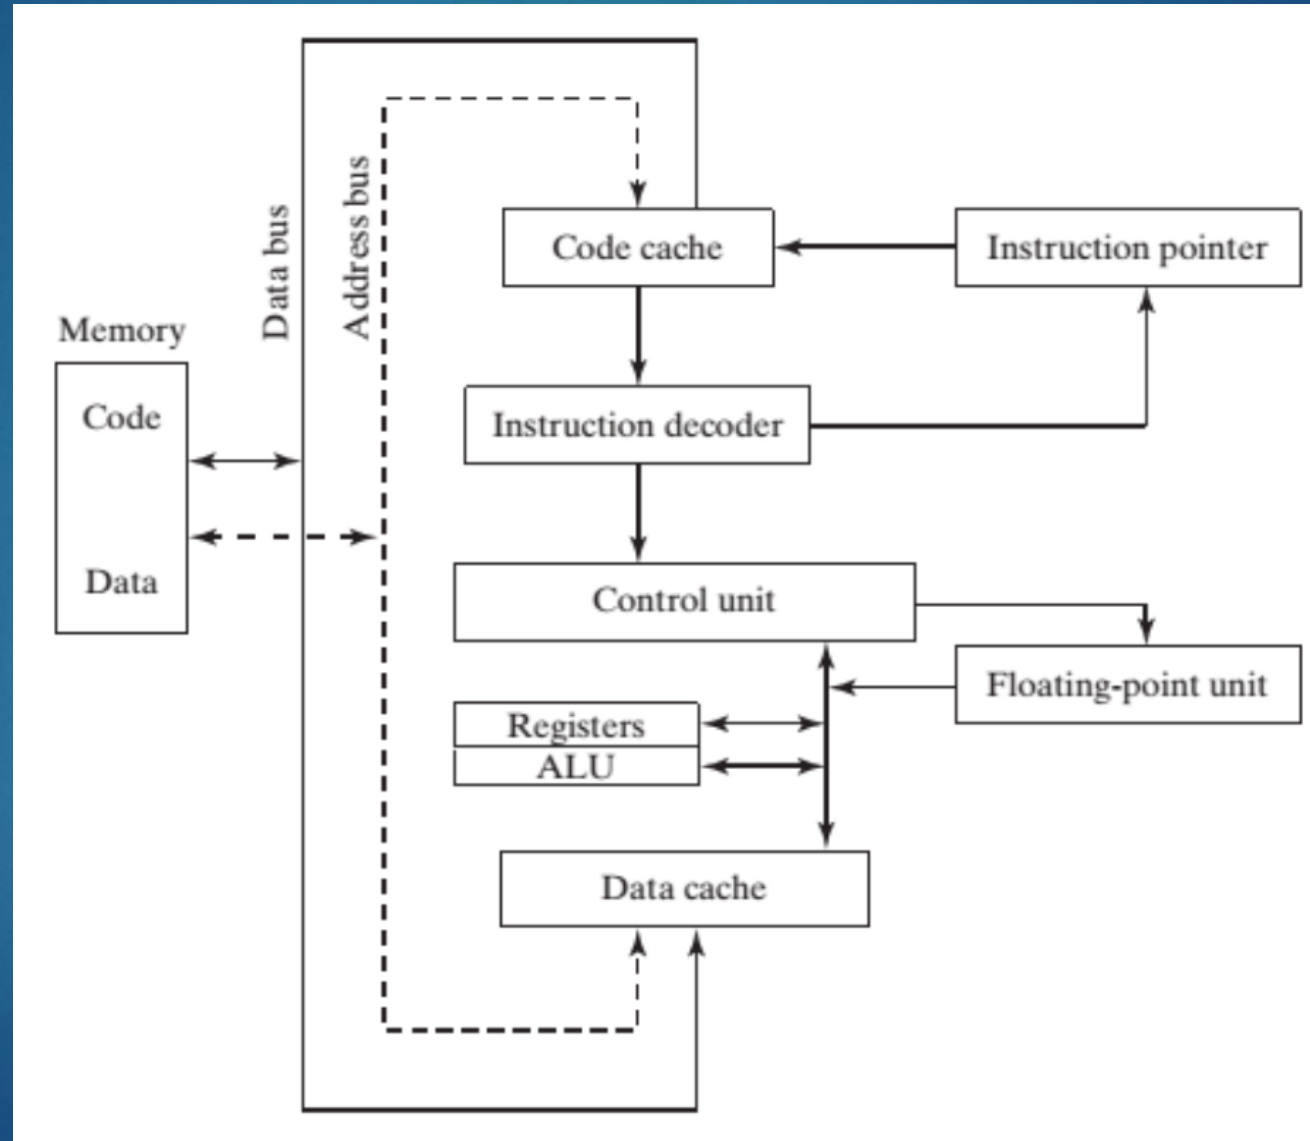 Data bus
Address bus
Code cache
Instruction pointer
Memory
Code
Data
Instruction decoder
Control unit
Floating-point unit
Registers
ALU
Data cache